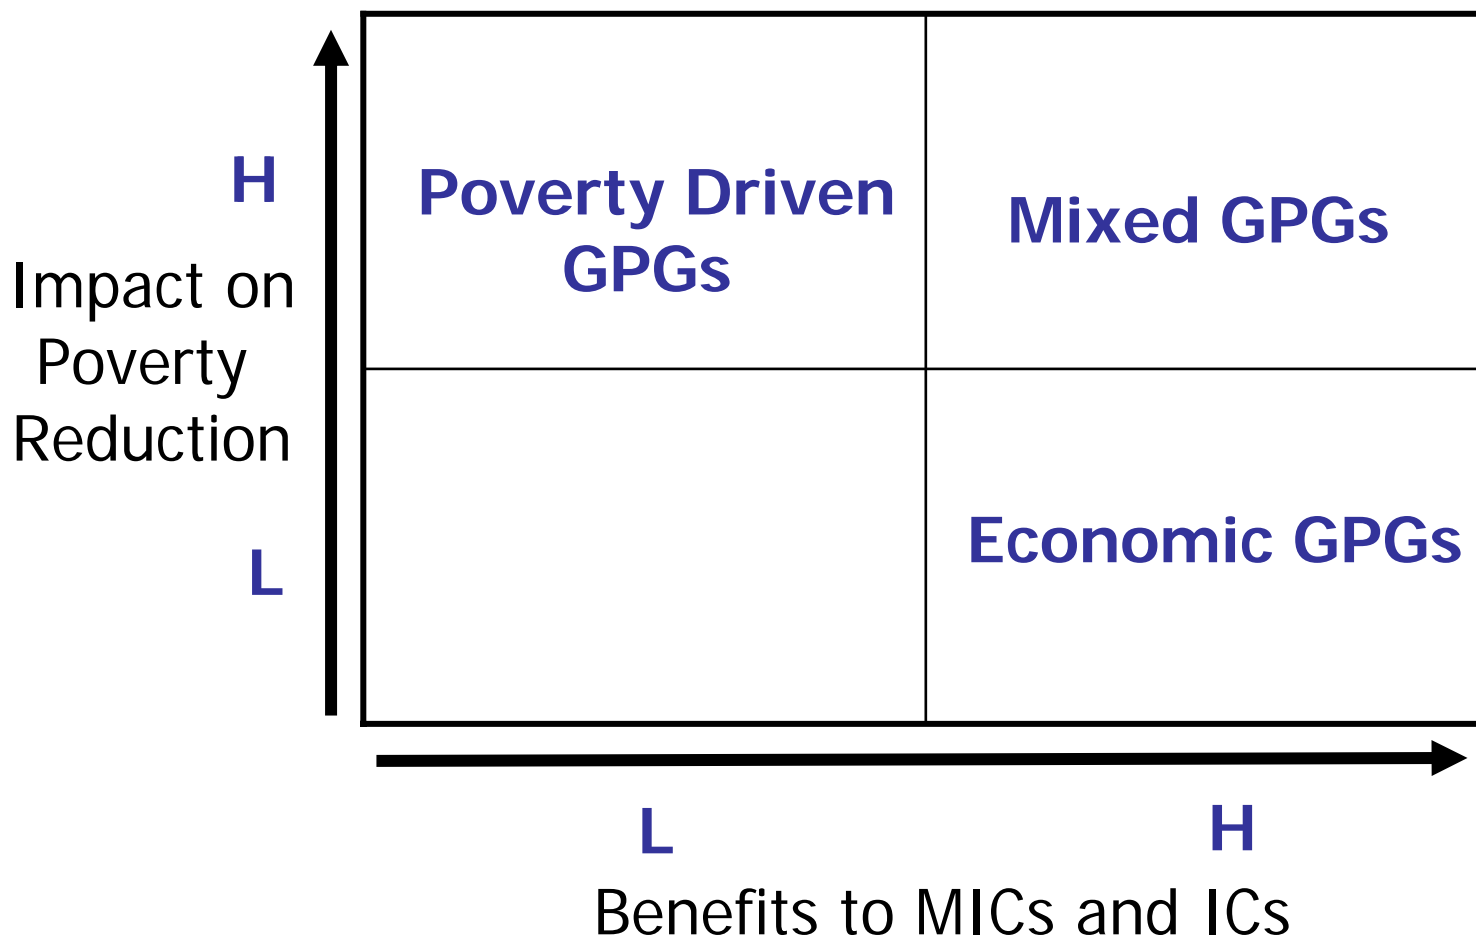 H
Impact on
Poverty
Reduction
L
Poverty Driven
GPGs
Mixed GPGs
Economic GPGs
L
H
Benefits to MICs and ICs